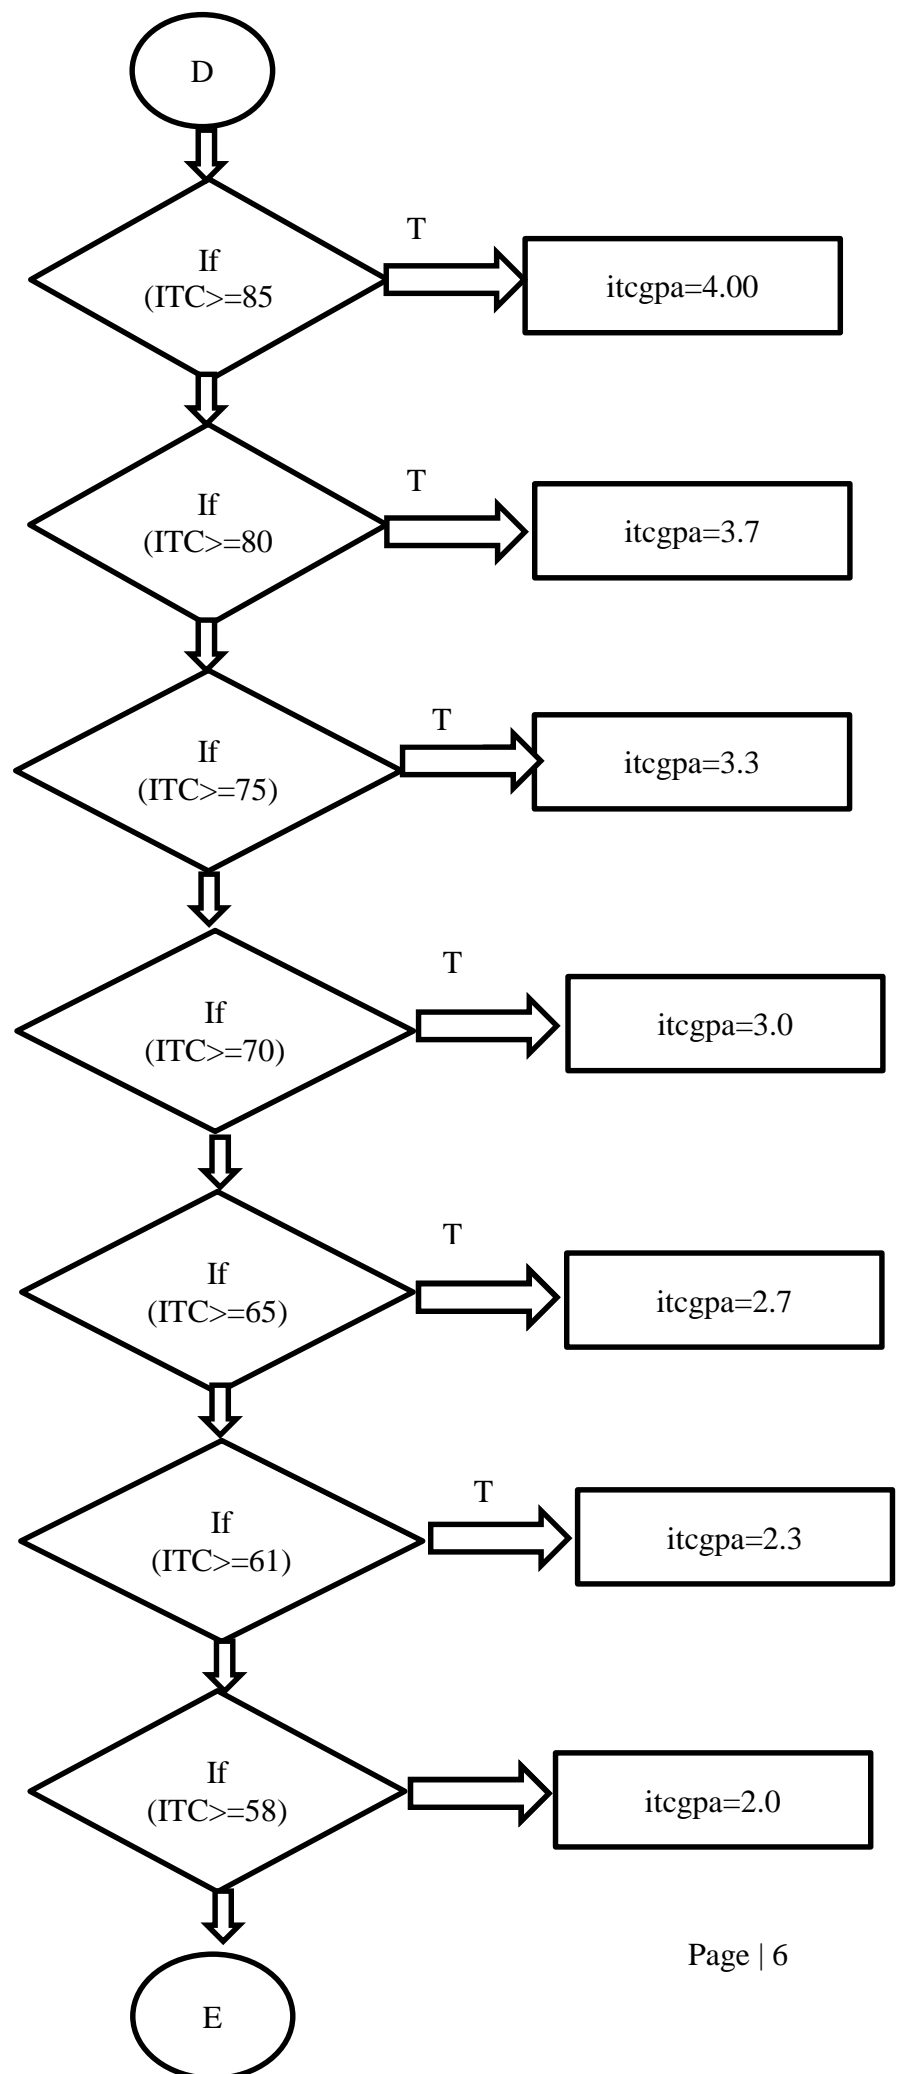 D
T
If
(ITC>=85
itcgpa=4.00
T
If
(ITC>=80
itcgpa=3.7
T
If
(ITC>=75)
itcgpa=3.3
T
If
(ITC>=70)
itcgpa=3.0
T
If
(ITC>=65)
itcgpa=2.7
T
If
(ITC>=61)
itcgpa=2.3
If
(ITC>=58)
itcgpa=2.0
Page | 6
E